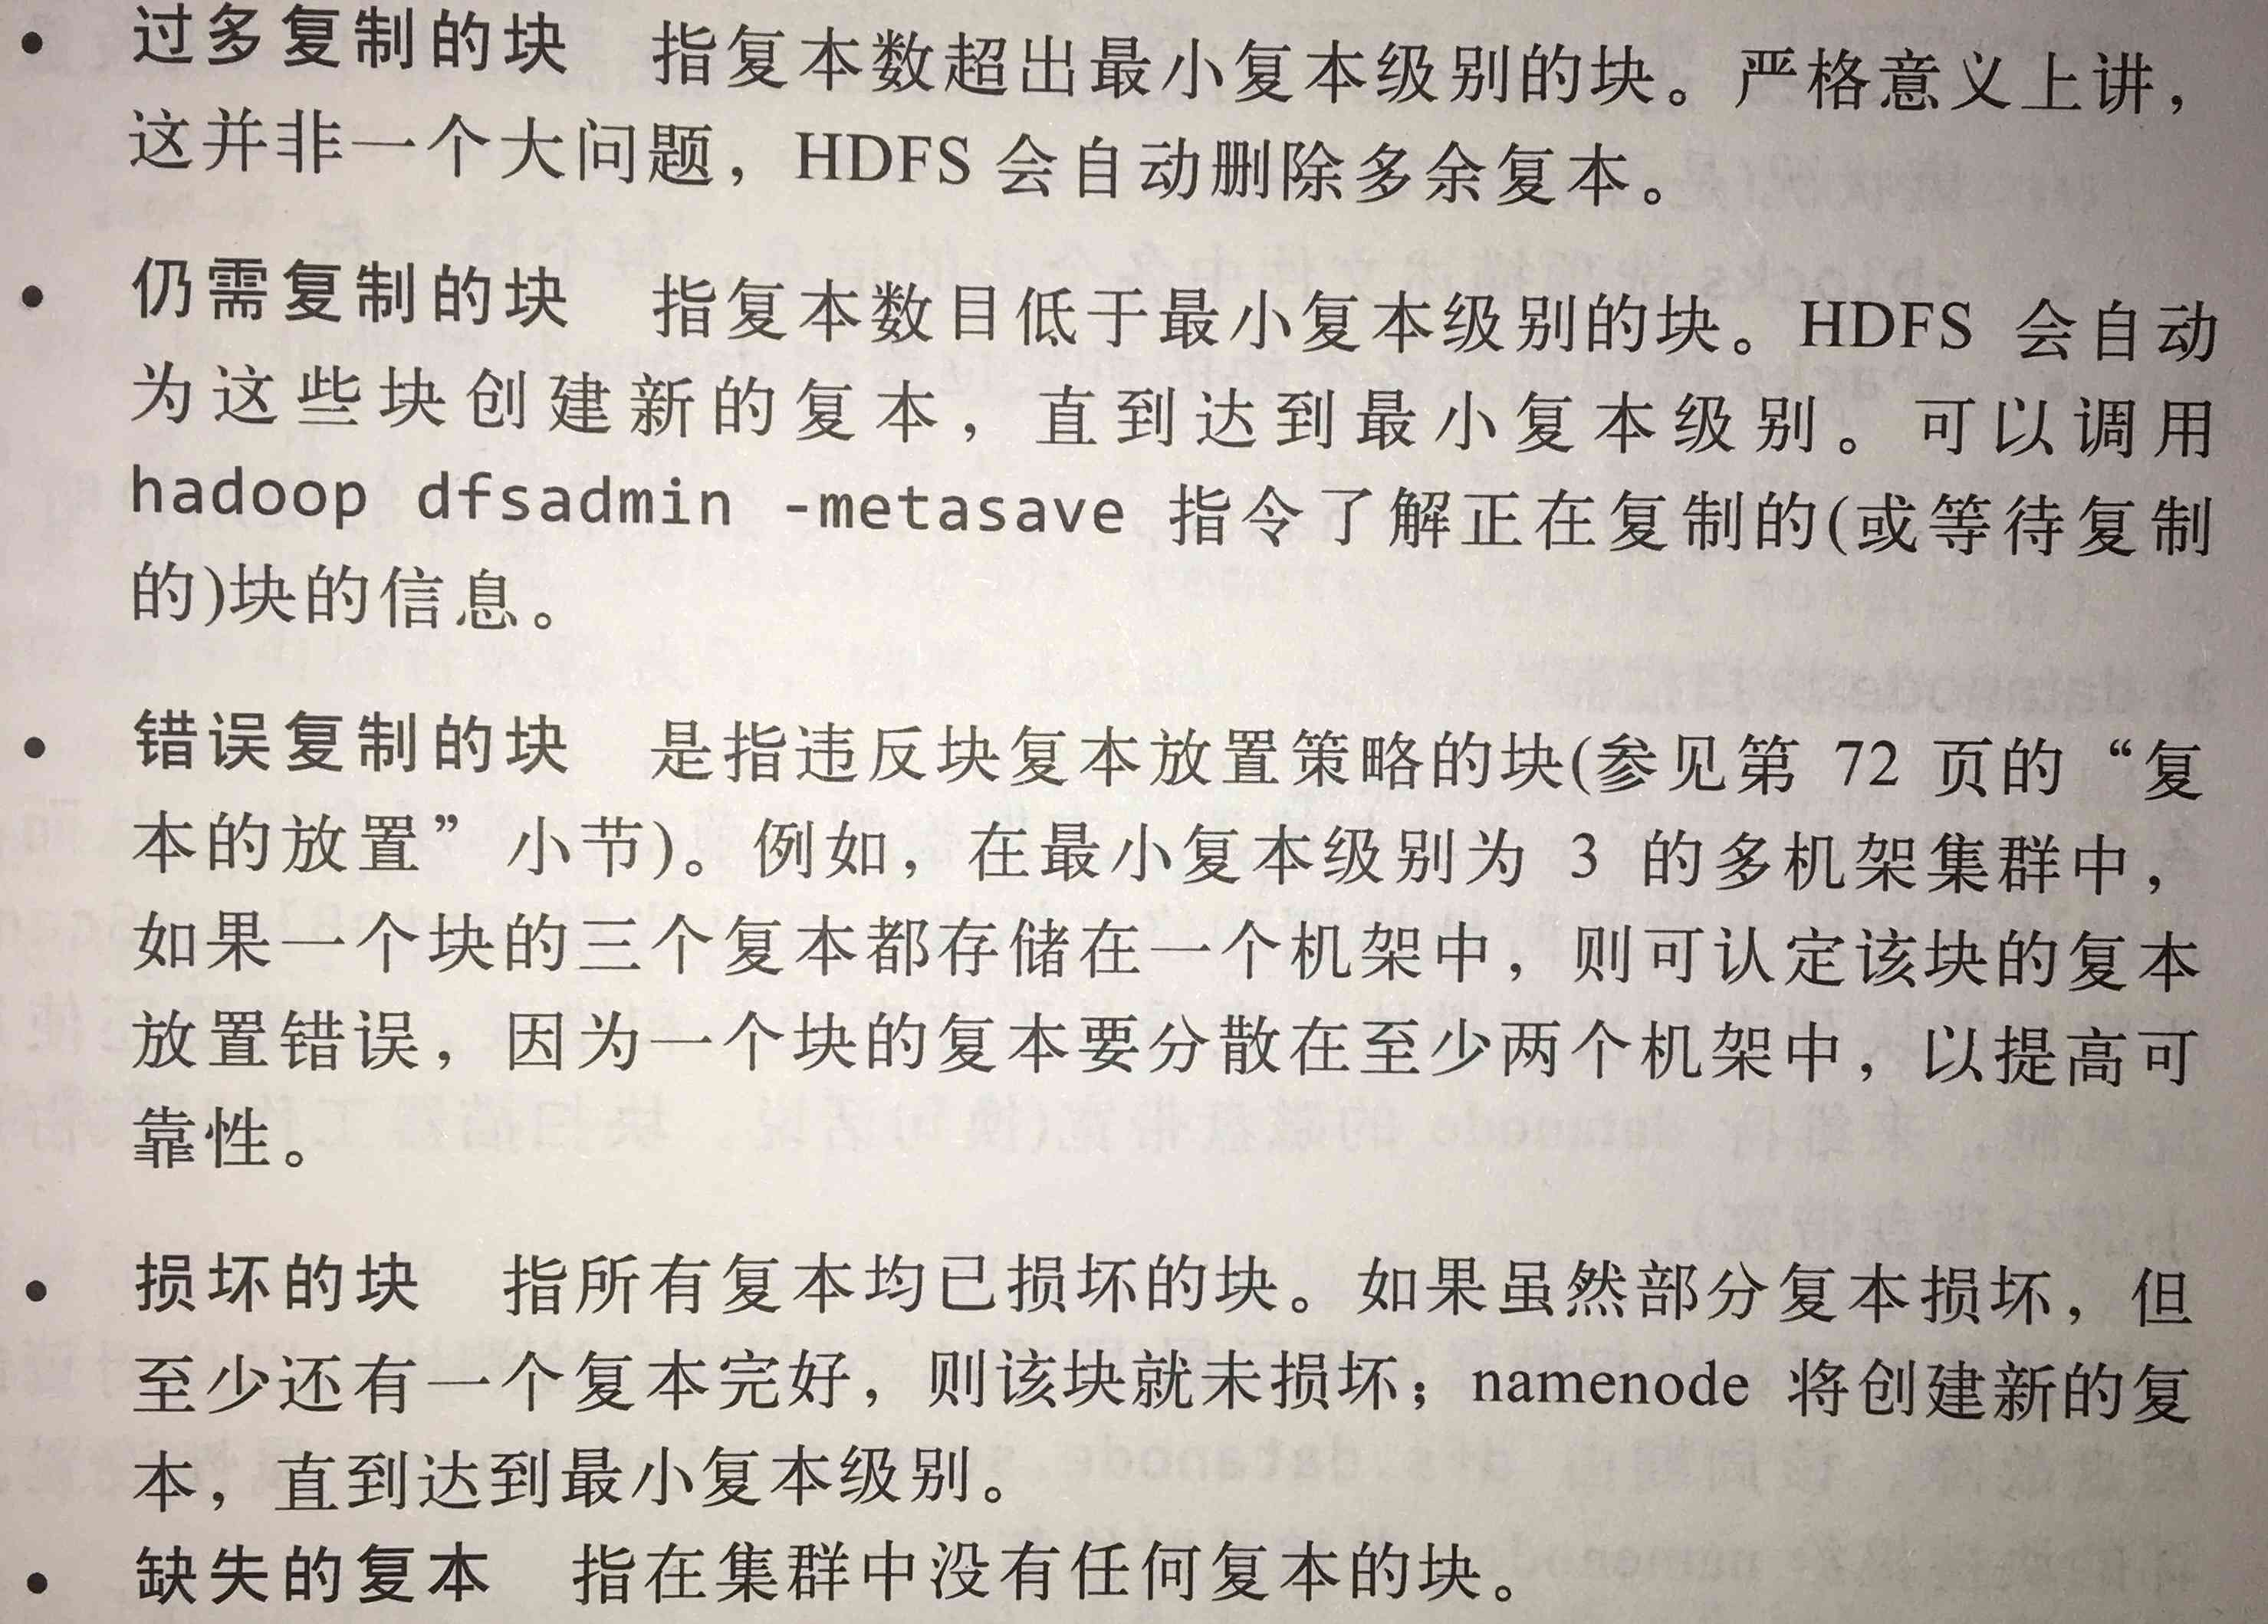 • 过多复制的块 指复本数超出最小复本级别的块。严格意义上讲，
这并非一个大问题，HDFS 会自动删除多余复本。
• 仍需复制的块 指复本数目低于最小复本级别的块。HDFS 会自动
为这些块创建新的复本，直到达到最小复本级别。可以调用
hadoop dfsadmin -metasave 指令了解正在复制的(或等待复制
的)块的信息。
• 错误复制的块 是指违反块复本放置策略的块(参见第 72 页的“复
本的放置”小节)。例如，在最小复本级别为 3 的多机架集群中，
如果一个块的三个复本都存储在一个机架中，则可认定该块的复本
放置错误，因为一个块的复本要分散在至少两个机架中，以提高可
靠性。
• 损坏的块 指所有复本均已损坏的块。如果虽然部分复本损坏，但
至少还有一个复本完好，则该块就未损坏；namenode 将创建新的复
本，直到达到最小复本级别。
• 缺失的复本 指在集群中没有任何复本的块。